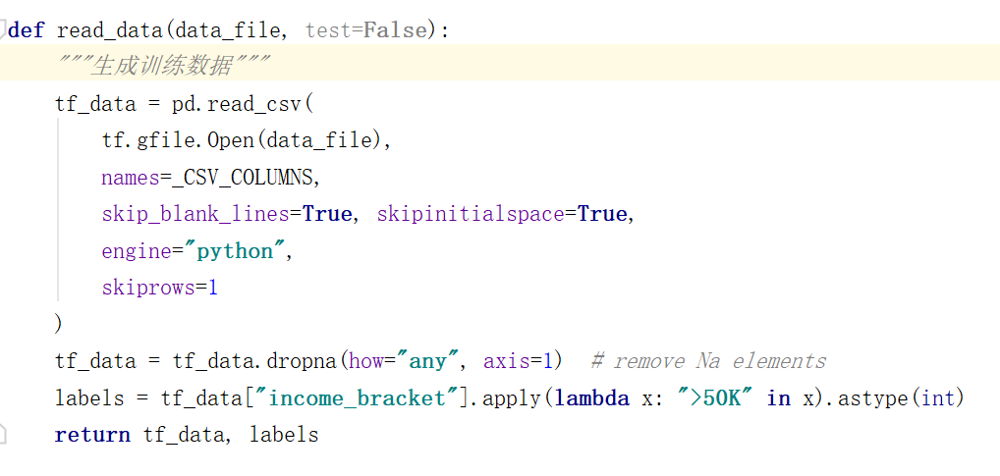 def read_data(data_file, test=False):
    """生成训练数据"""
    tf_data = pd.read_csv(
        tf.gfile.Open(data_file),
        names=_CSV_COLUMNS,
        skip_blank_lines=True, skipinitialspace=True,
        engine="python",
        skiprows=1
    )
    tf_data = tf_data.dropna(how="any", axis=1)  # remove Na elements
    labels = tf_data["income_bracket"].apply(lambda x: ">50K" in x).astype(int)
    return tf_data, labels